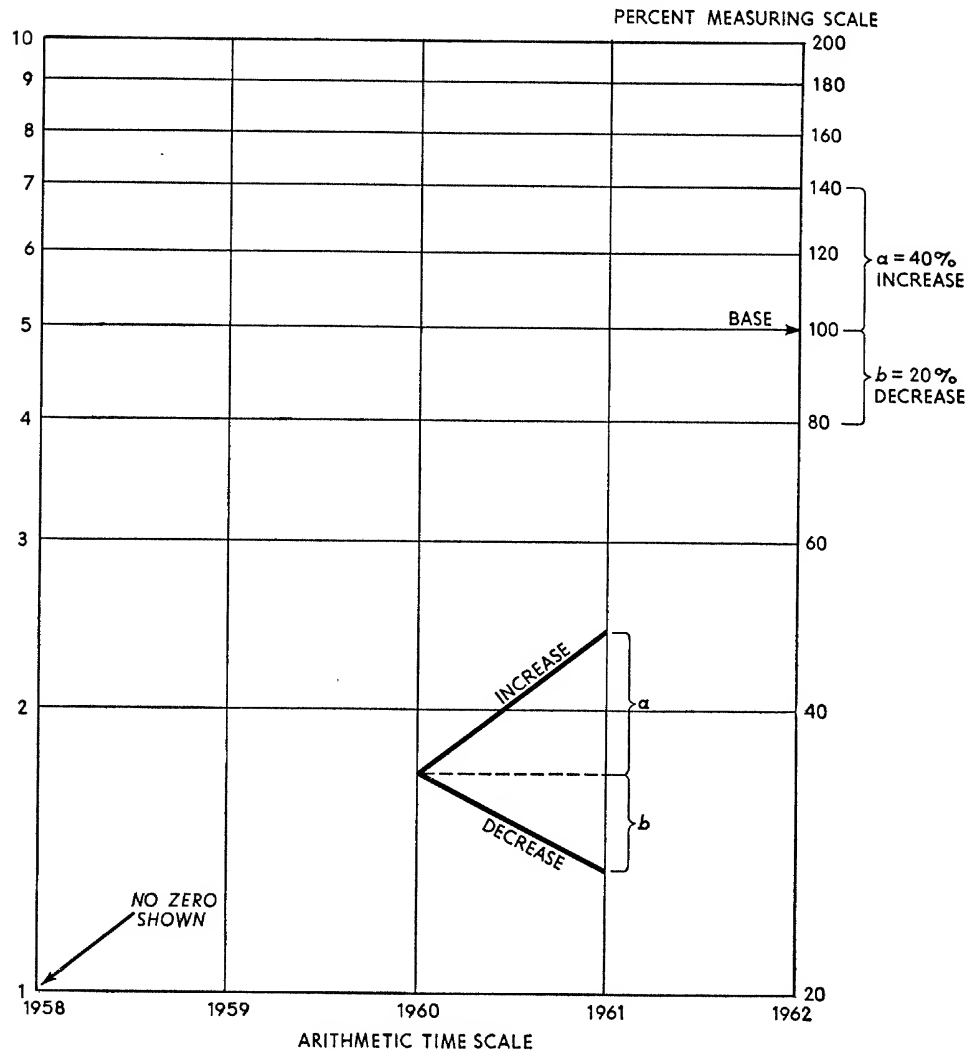 PERCENT MEASURING SCALE
10
200
9
180
8
160
7
140
6
120
a = 40%
INCREASE
5
BASE
100
b = 20%
DECREASE
4
80
3
60
INCREASE
a
2
40
b
DECREASE
NO ZERO
SHOWN
1
20
1958
1959
1960
1961
1962
ARITHMETIC TIME SCALE